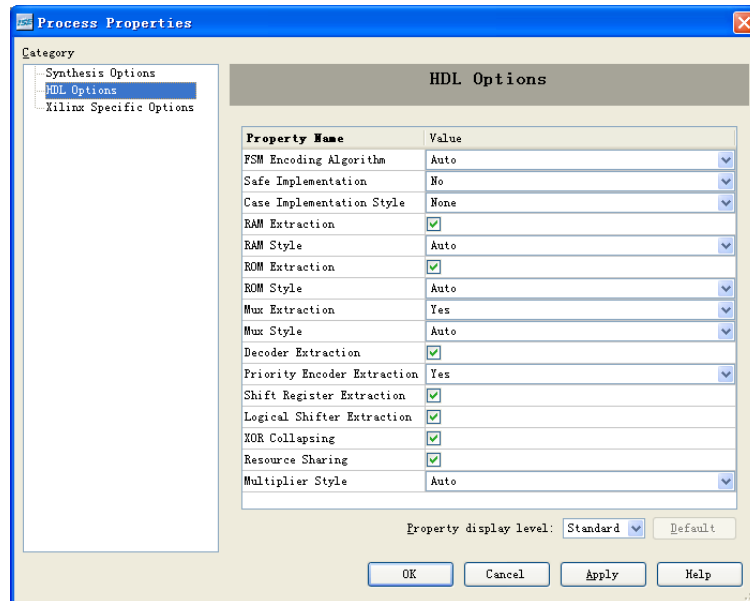 ISE Process Properties
Category
Synthesis Options
HDL Options
Xilinx Specific Options
HDL Options
Property Name Value
FSM Encoding Algorithm Auto
Safe Implementation No
Case Implementation Style None
RAM Extraction
RAM Style Auto
ROM Extraction
ROM Style Auto
Mux Extraction Yes
Mux Style Auto
Decoder Extraction
Priority Encoder Extraction Yes
Shift Register Extraction
Logical Shifter Extraction
XOR Collapsing
Resource Sharing
Multiplier Style Auto
Property display level: Standard Default
OK Cancel Apply Help